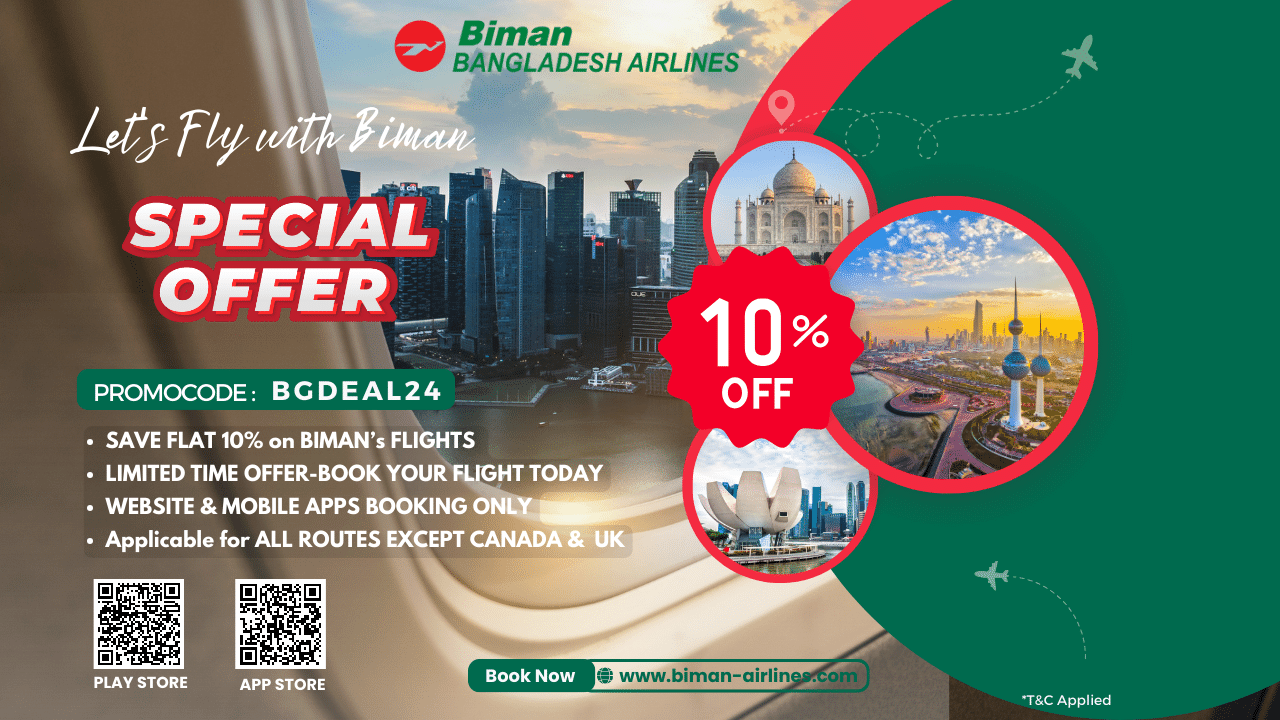 Biman
BANGLADESH AIRLINES
Let's Fly with Biman
SPECIAL
OFFER
10%
OFF
PROMOCODE : BGDEAL24
• SAVE FLAT 10% on BIMAN’s FLIGHTS
• LIMITED TIME OFFER-BOOK YOUR FLIGHT TODAY
• WEBSITE & MOBILE APPS BOOKING ONLY
• Applicable for ALL ROUTES EXCEPT CANADA & UK
PLAY STORE
APP STORE
Book Now
www.biman-airlines.com
*T&C Applied